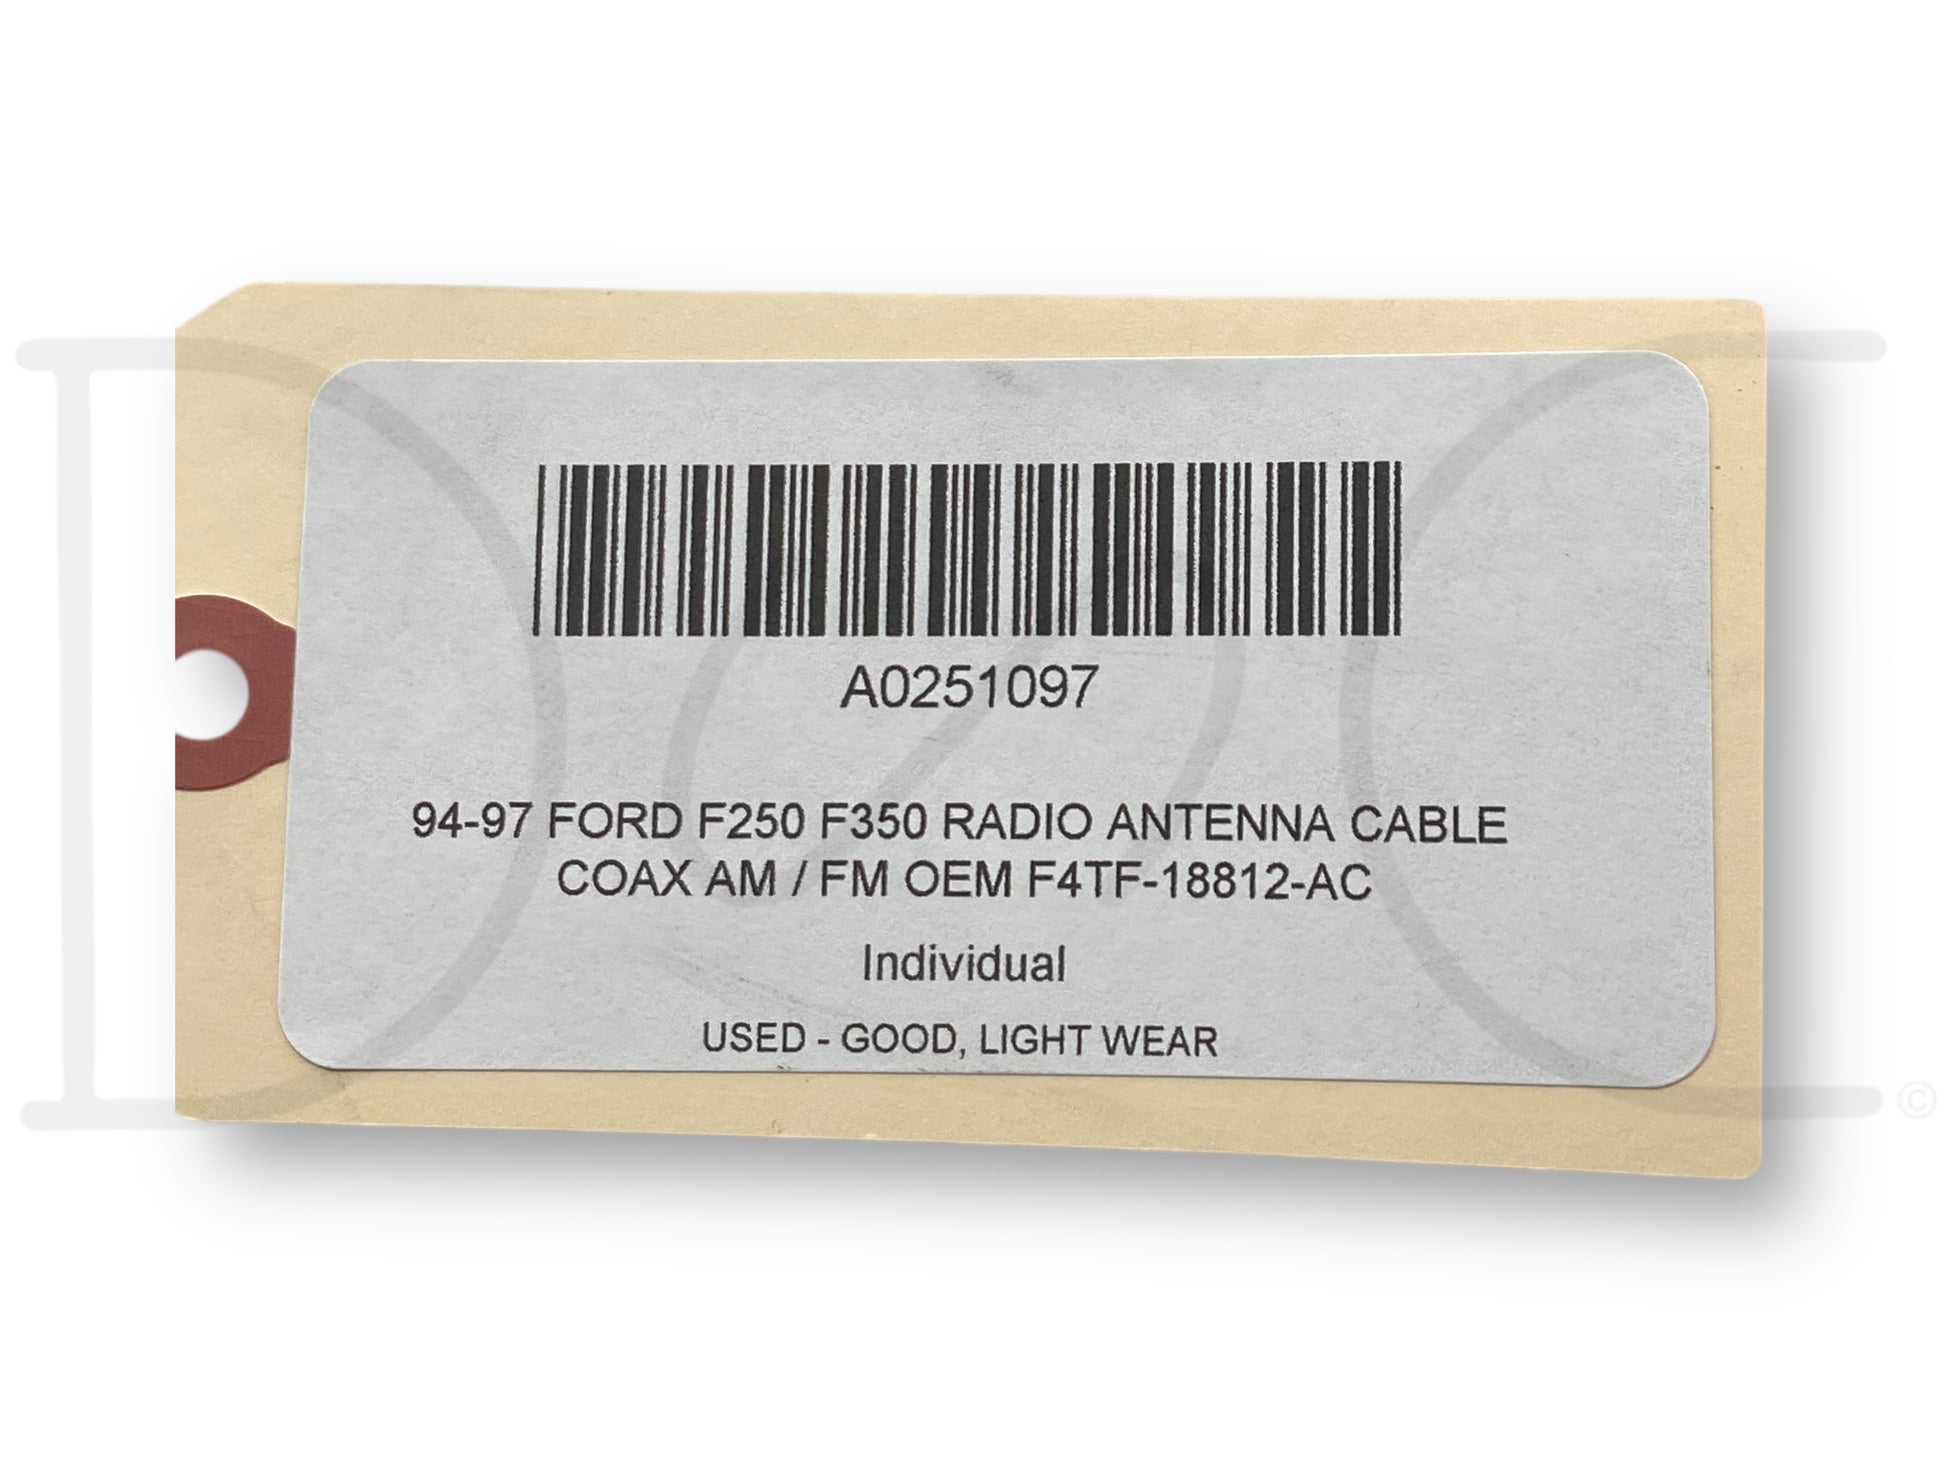 A0251097
94-97 FORD F250 F350 RADIO ANTENNA CABLE
COAX AM / FM OEM F4TF-18812-AC
Individual
USED - GOOD, LIGHT WEAR
©